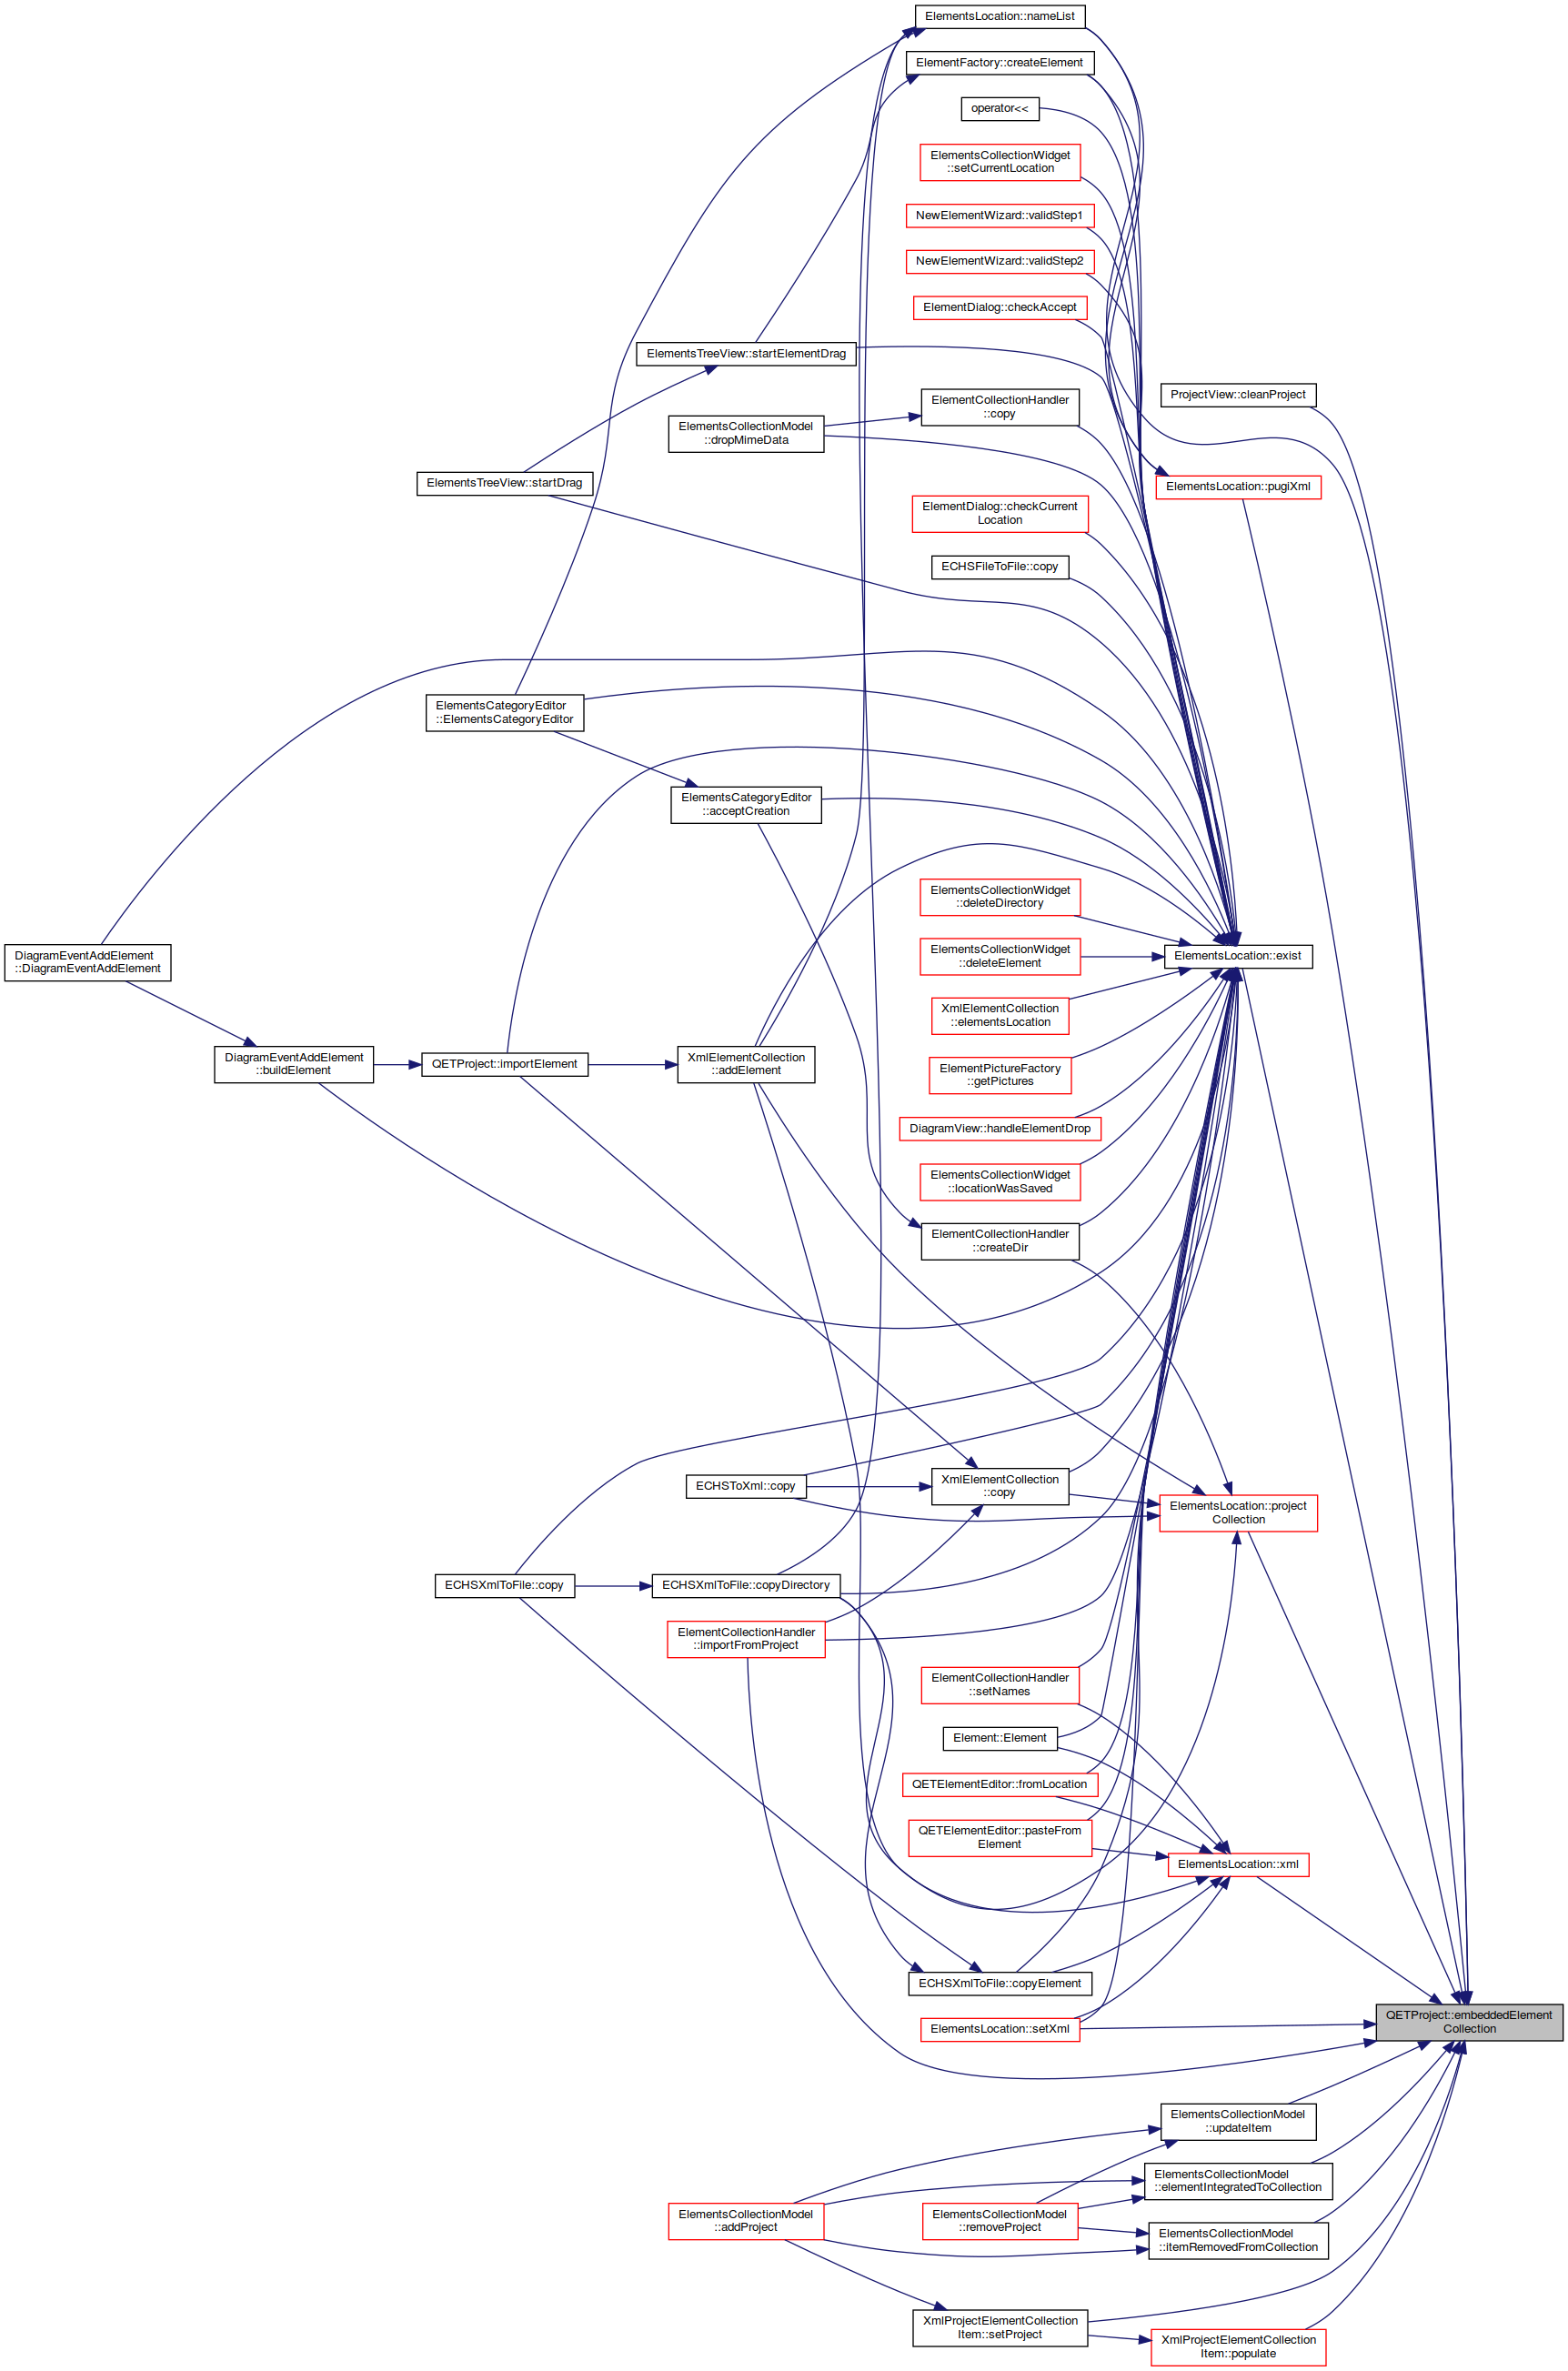 ElementsLocation::nameList
ElementFactory::createElement
operator<<
ElementsCollectionWidget
::setCurrentLocation
NewElementWizard::validStep1
NewElementWizard::validStep2
ElementDialog::checkAccept
ElementsTreeView::startElementDrag
ProjectView::cleanProject
ElementCollectionHandler
::copy
ElementsCollectionModel
::dropMimeData
ElementsTreeView::startDrag
ElementsLocation::pugiXml
ElementDialog::checkCurrent
Location
ECHSFileToFile::copy
ElementsCategoryEditor
::ElementsCategoryEditor
ElementsCategoryEditor
::acceptCreation
ElementsCollectionWidget
::deleteDirectory
DiagramEventAddElement
::DiagramEventAddElement
ElementsCollectionWidget
::deleteElement
ElementsLocation::exist
XmlElementCollection
::elementsLocation
DiagramEventAddElement
::buildElement
QETProject::importElement
XmlElementCollection
::addElement
ElementPictureFactory
::getPictures
DiagramView::handleElementDrop
ElementsCollectionWidget
::locationWasSaved
ElementCollectionHandler
::createDir
ECHSToXml::copy
XmlElementCollection
::copy
ElementsLocation::project
Collection
ECHSXmlToFile::copy
ECHSXmlToFile::copyDirectory
ElementCollectionHandler
::importFromProject
ElementCollectionHandler
::setNames
Element::Element
QETElementEditor::fromLocation
QETElementEditor::pasteFrom
Element
ElementsLocation::xml
ECHSXmlToFile::copyElement
ElementsLocation::setXml
QETProject::embeddedElement
Collection
ElementsCollectionModel
::updateItem
ElementsCollectionModel
::elementIntegratedToCollection
ElementsCollectionModel
::addProject
ElementsCollectionModel
::removeProject
ElementsCollectionModel
::itemRemovedFromCollection
XmlProjectElementCollection
Item::setProject
XmlProjectElementCollection
Item::populate